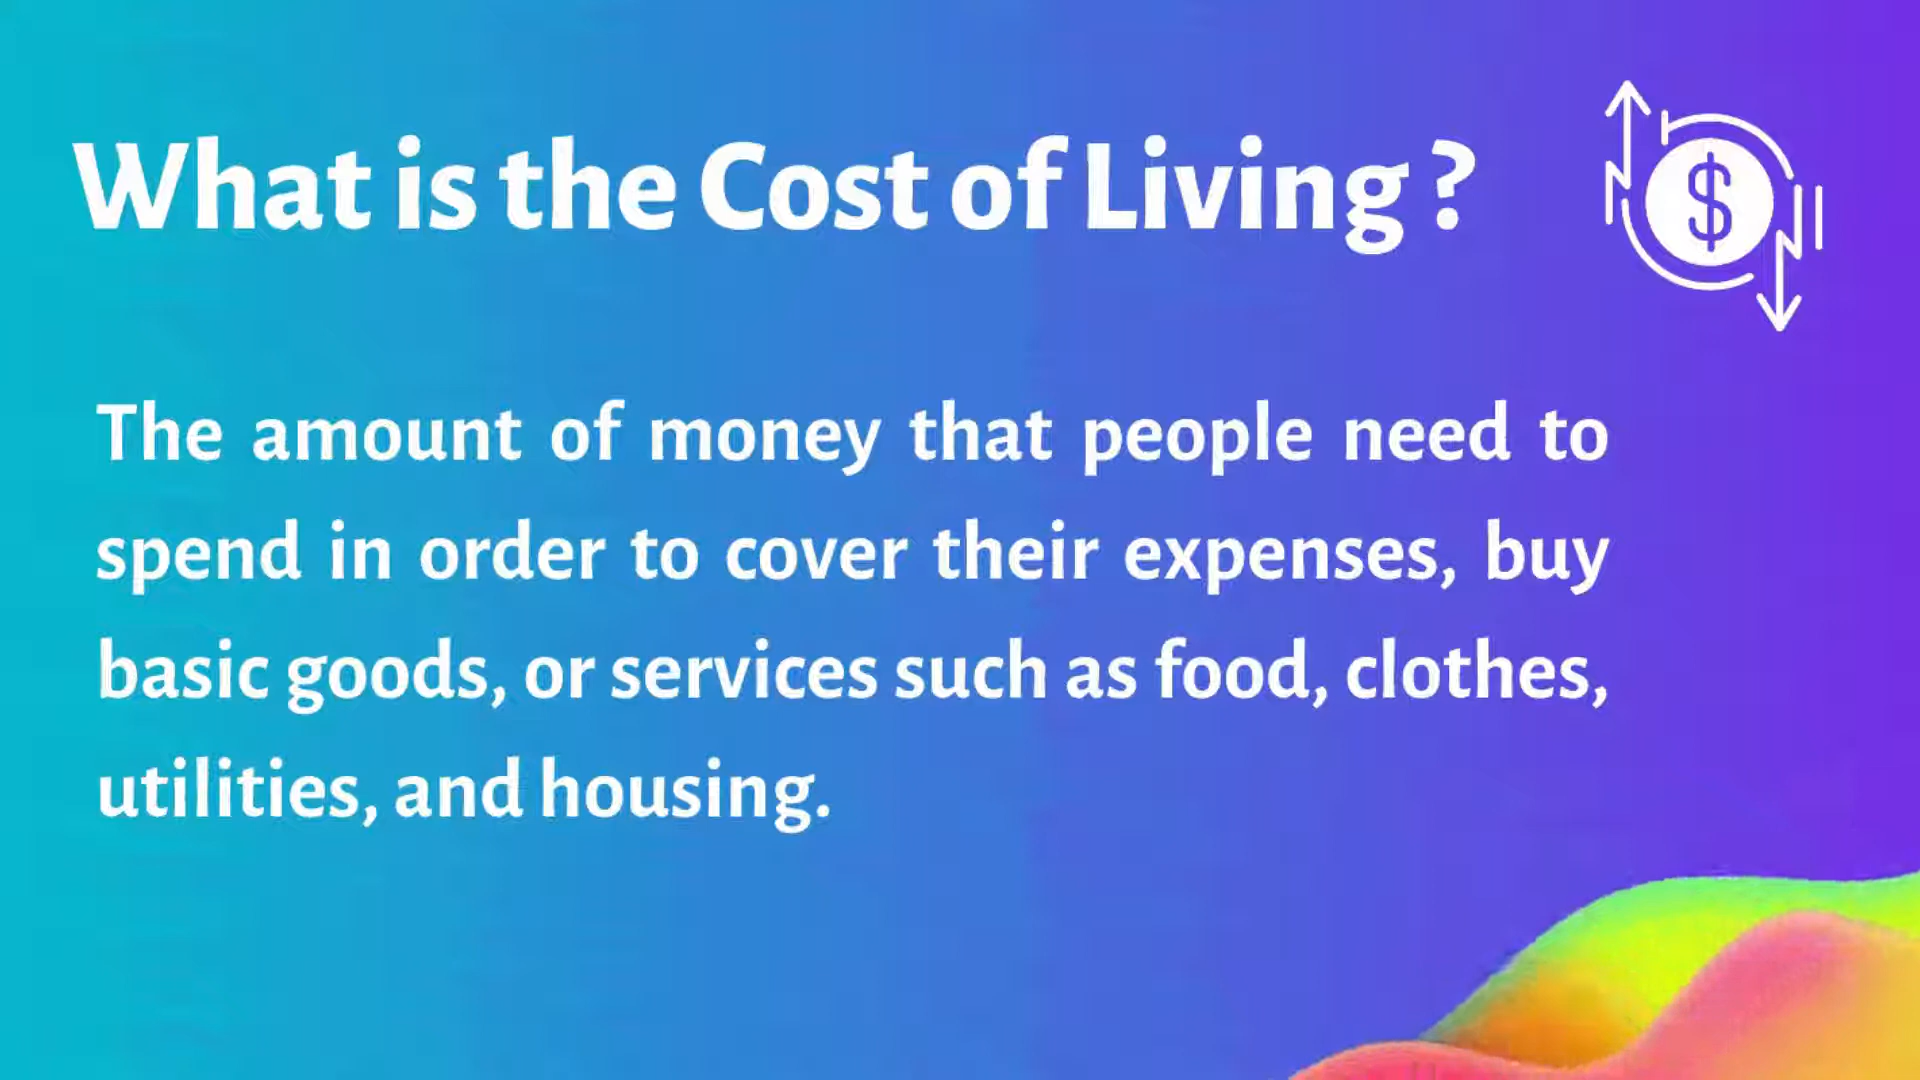 What is the Cost of Living ?
The amount of money that people need to
spend in order to cover their expenses, buy
basic goods, or services such as food, clothes,
utilities, and housing.